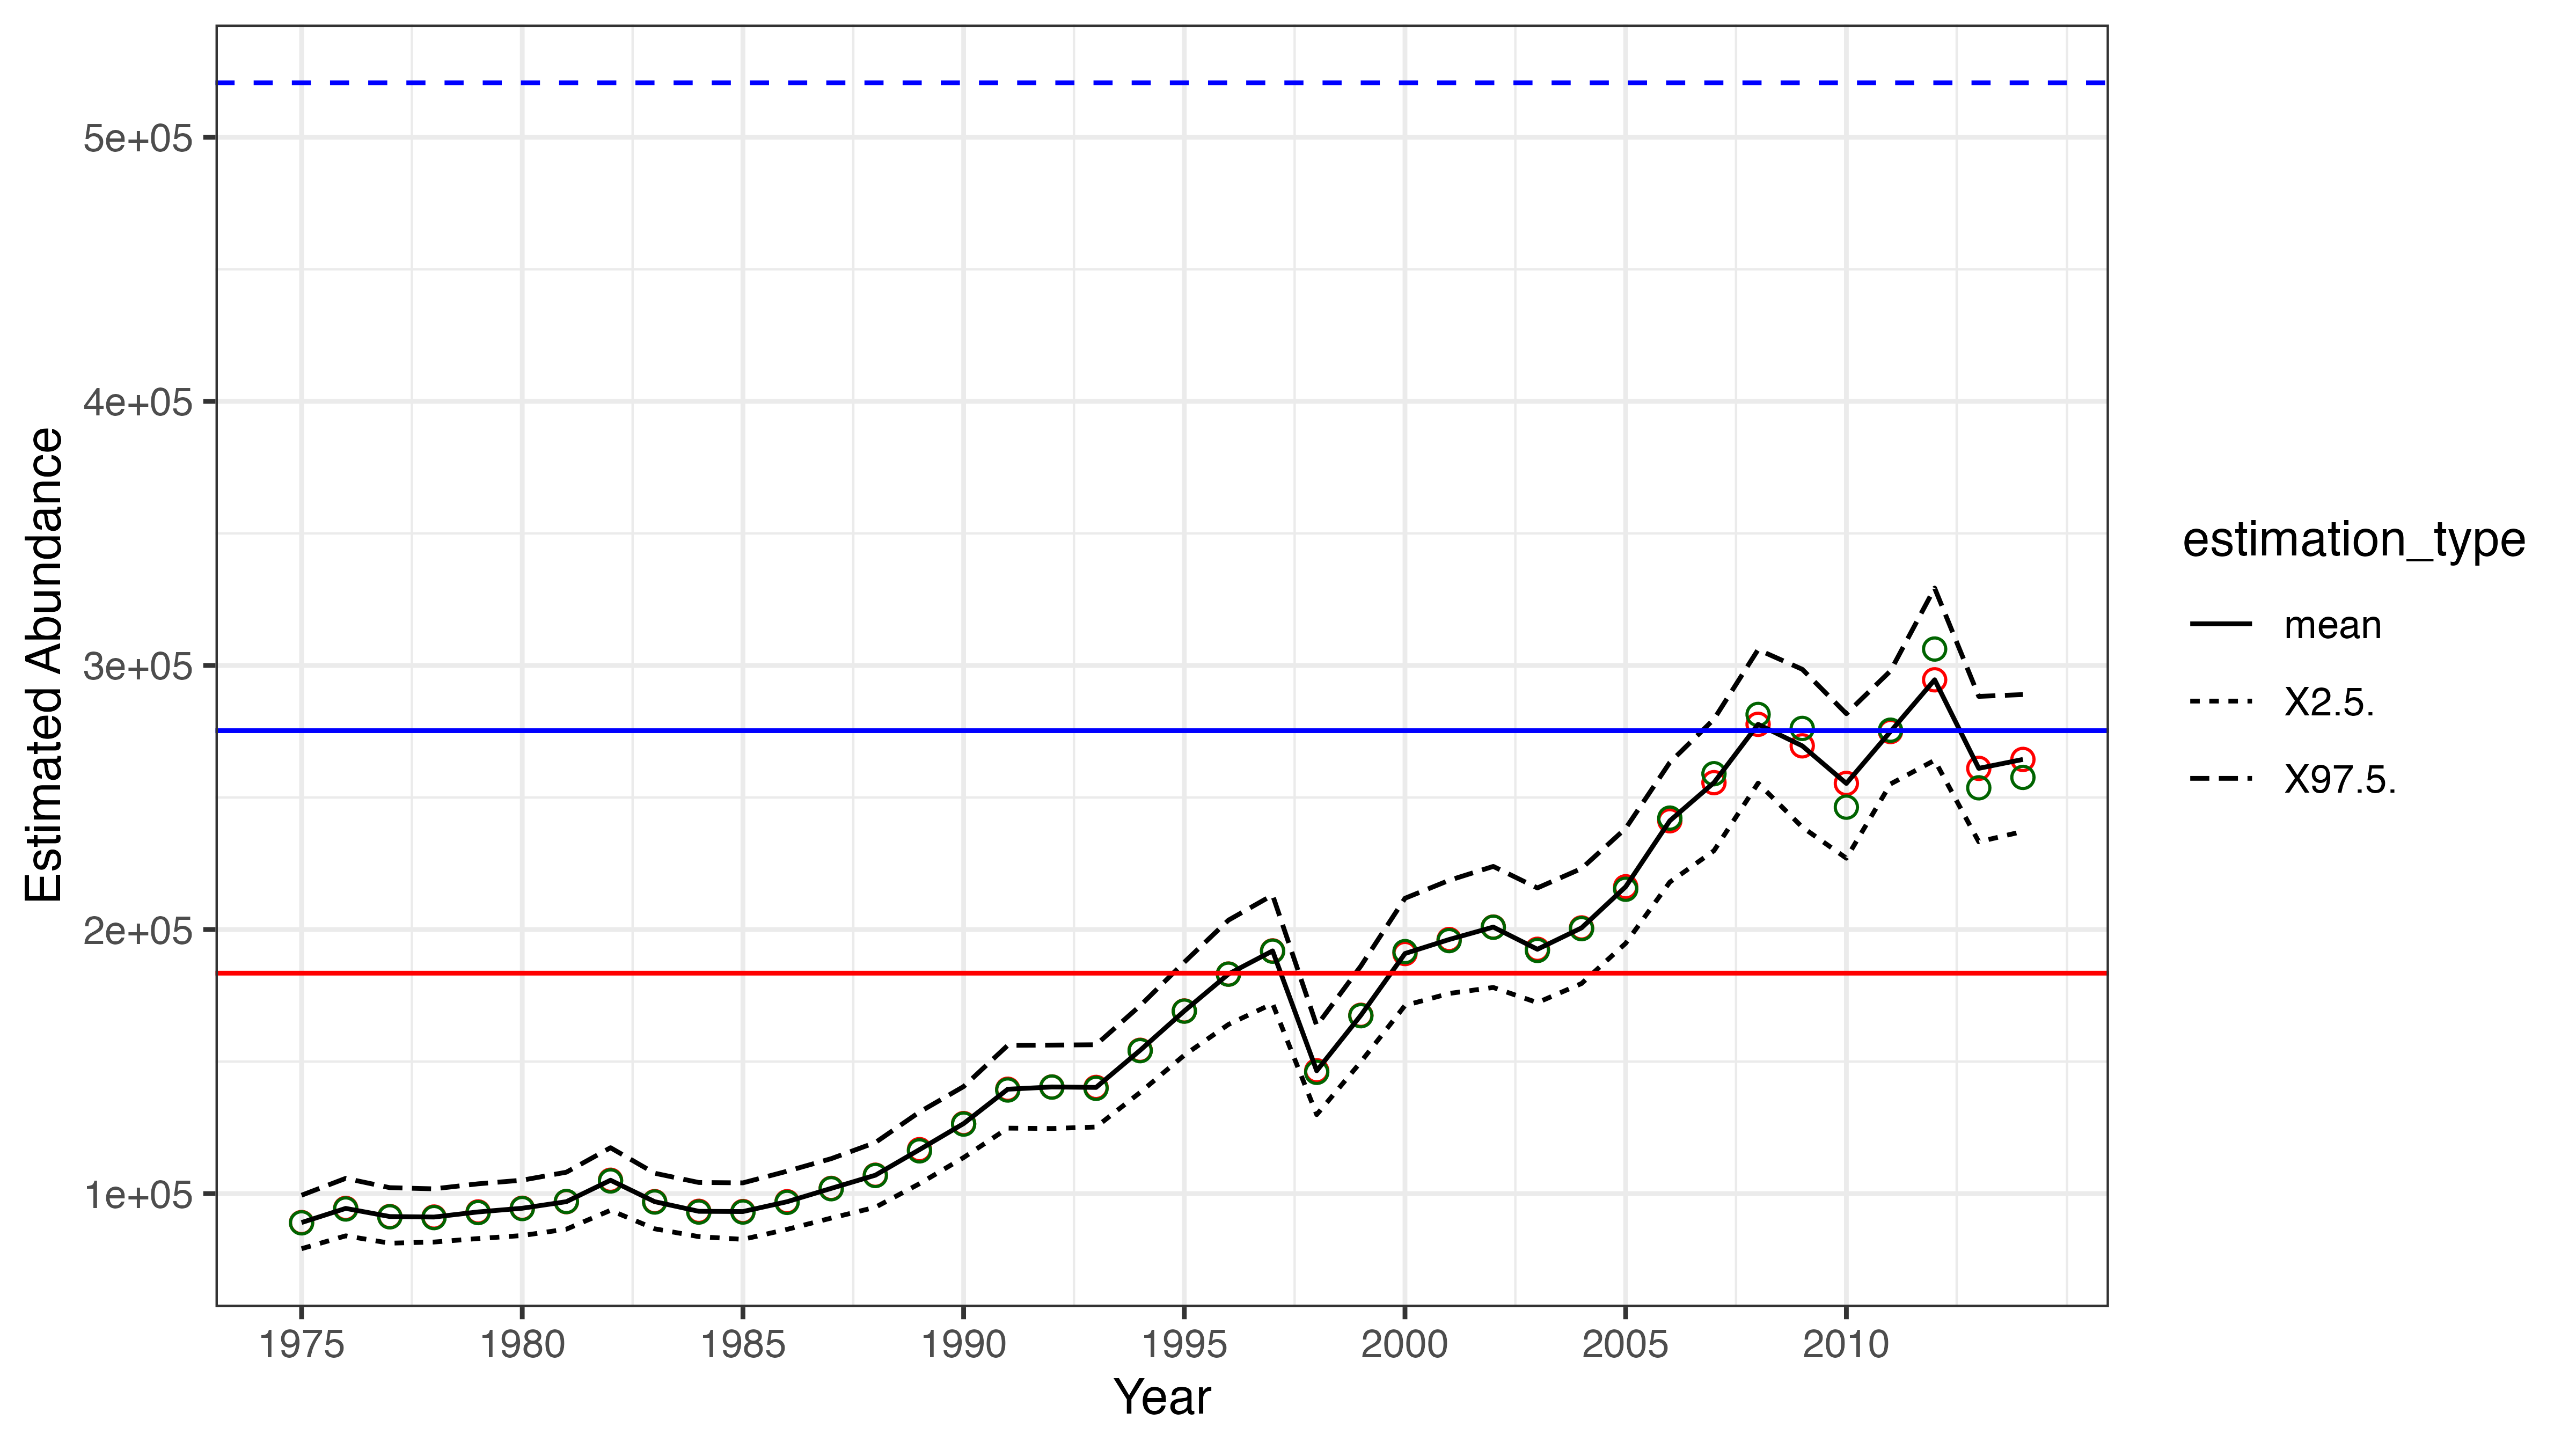 5e+05
4e+05
3e+05
2e+05
1e+05
Estimated Abundance
1975 1980 1985 1990 1995 2000 2005 2010
Year
estimation_type
mean
X2.5.
X97.5.